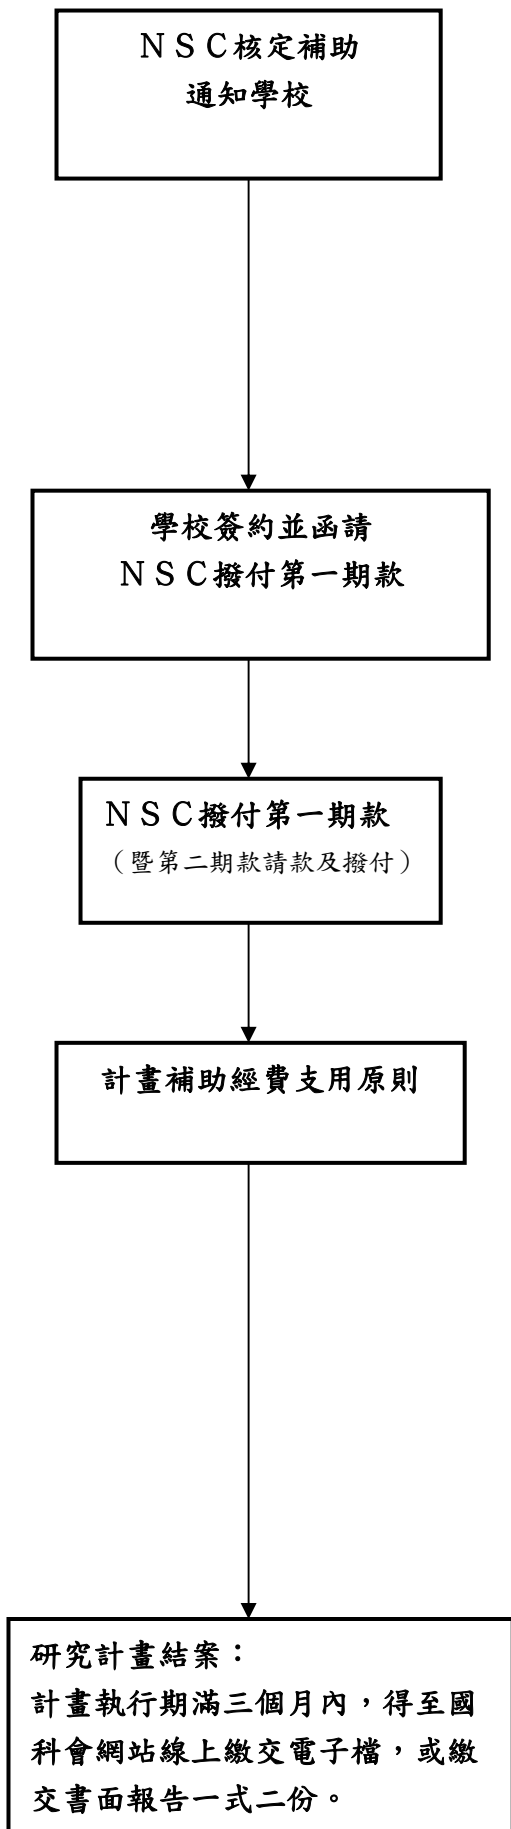 ＮＳＣ核定補助
通知學校
學校簽約並函請
ＮＳＣ撥付第一期款
ＮＳＣ撥付第一期款
（暨第二期款請款及撥付）
計畫補助經費支用原則
研究計畫結案：
計畫執行期滿三個月內，得至國
科會網站線上繳交電子檔，或繳
交書面報告一式二份。